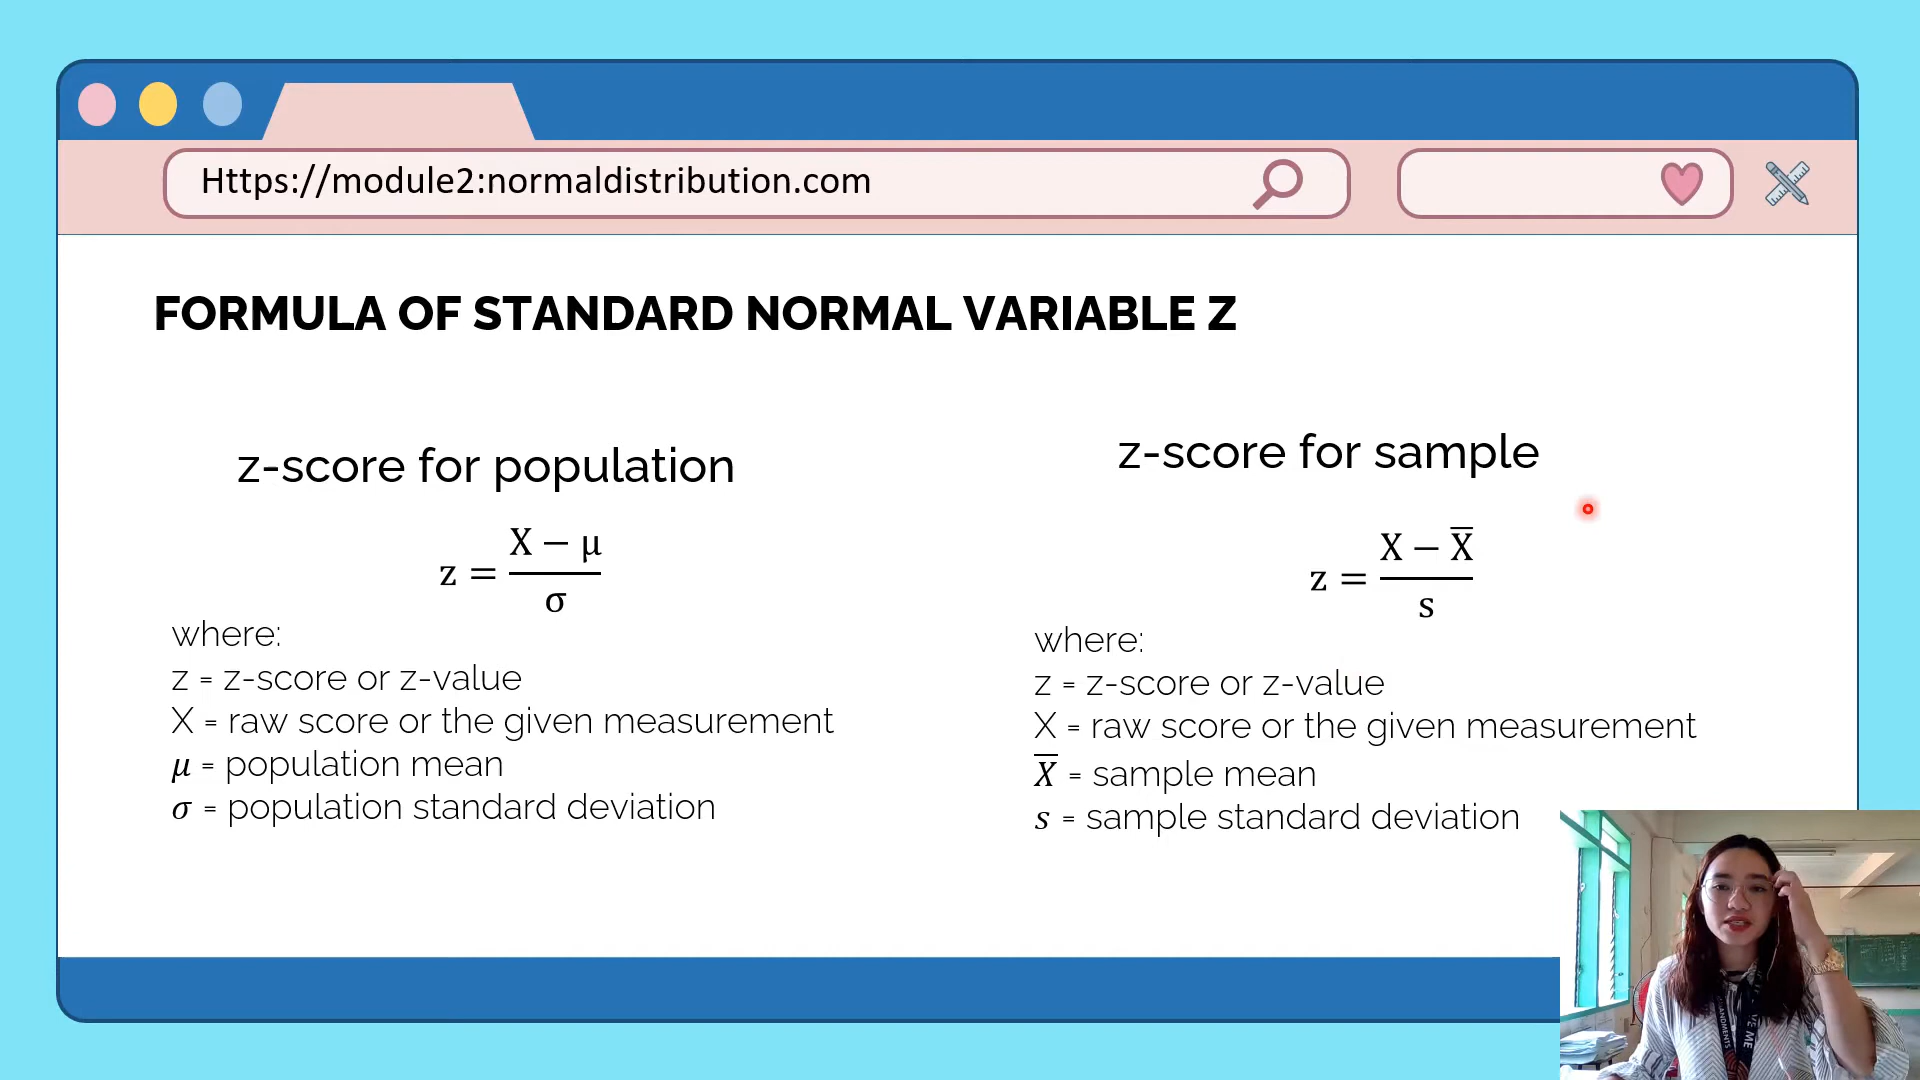 Https://module2:normaldistribution.com
FORMULA OF STANDARD NORMAL VARIABLE Z
z-score for population
z = (X − μ) / σ
where:
z = z-score or z-value
X = raw score or the given measurement
μ = population mean
σ = population standard deviation
z-score for sample
z = (X − X̅) / s
where:
z = z-score or z-value
X = raw score or the given measurement
X̅ = sample mean
s = sample standard deviation